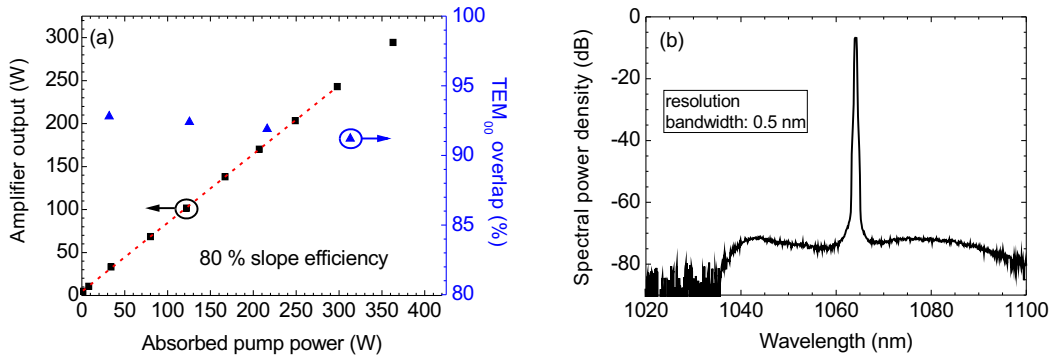 (a)
Amplifier output (W)
300
250
200
150
100
50
0
0 50 100 150 200 250 300 350 400
Absorbed pump power (W)
80 % slope efficiency
100
95
90
85
80
TEM00 overlap (%)
(b)
Spectral power density (dB)
0
-20
-40
-60
-80
resolution
bandwidth: 0.5 nm
1020 1040 1060 1080 1100
Wavelength (nm)